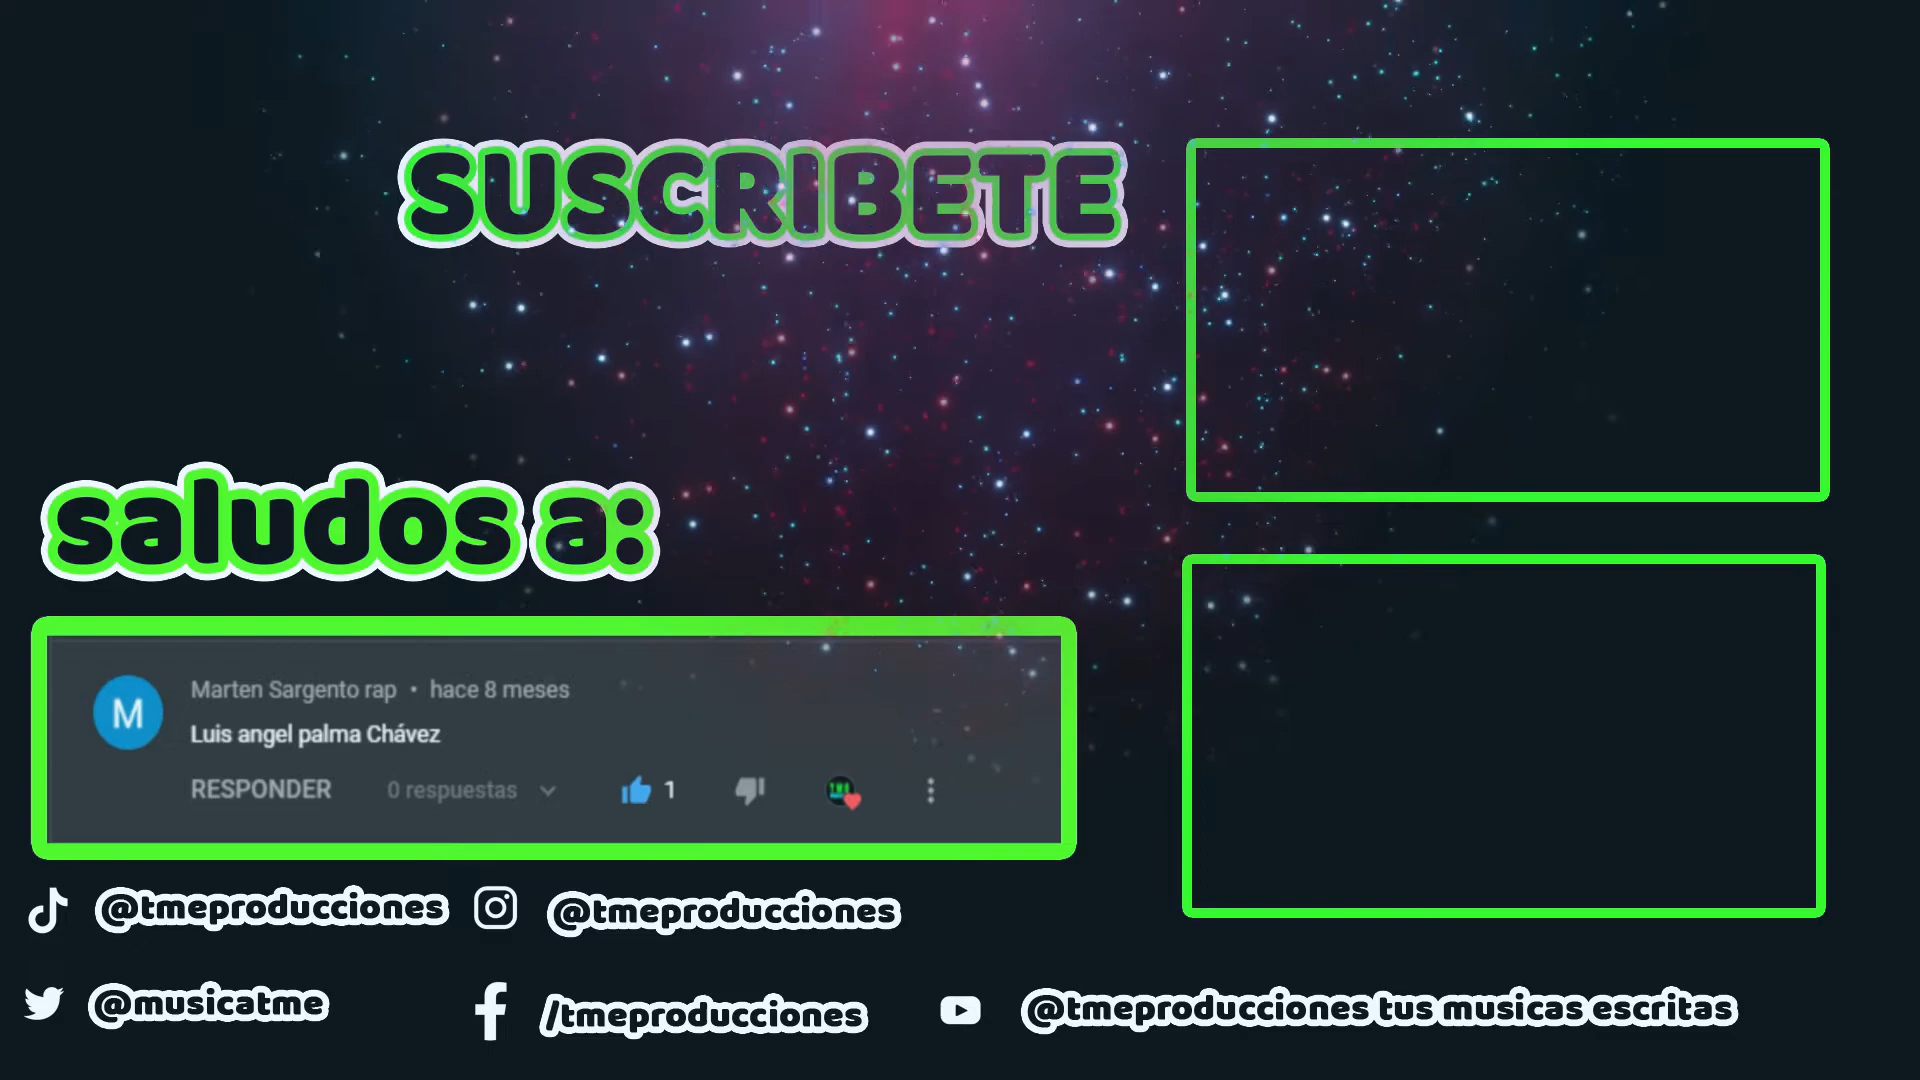 SUSCRIBETE
saludos a:
M
Marten Sargento rap • hace 8 meses
Luis angel palma Chávez
RESPONDER 0 respuestas 1
@tmeproducciones @tmeproducciones
@musicatme /tmeproducciones @tmeproducciones tus musicas escritas